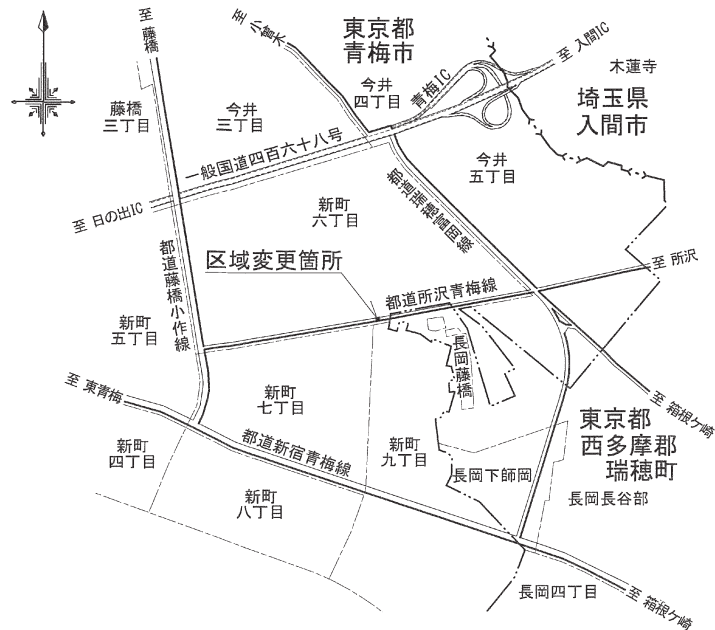 至 藤橋
至 小曾木
東京都
青梅市
至 入間IC
木蓮寺
埼玉県
入間市
青梅IC
今井
四丁目
藤橋
三丁目
今井
三丁目
一般国道四百六十八号
今井
五丁目
至 日の出IC
新町
六丁目
都道瑞穂富岡線
都道藤橋小作線
区域変更箇所
至 所沢
都道所沢青梅線
新町
五丁目
長岡藤橋
至 東青梅
新町
七丁目
至 箱根ケ崎
東京都
西多摩郡
瑞穂町
新町
四丁目
都道新宿青梅線
新町
九丁目
長岡下師岡
新町
八丁目
長岡長谷部
長岡四丁目
至 箱根ケ崎